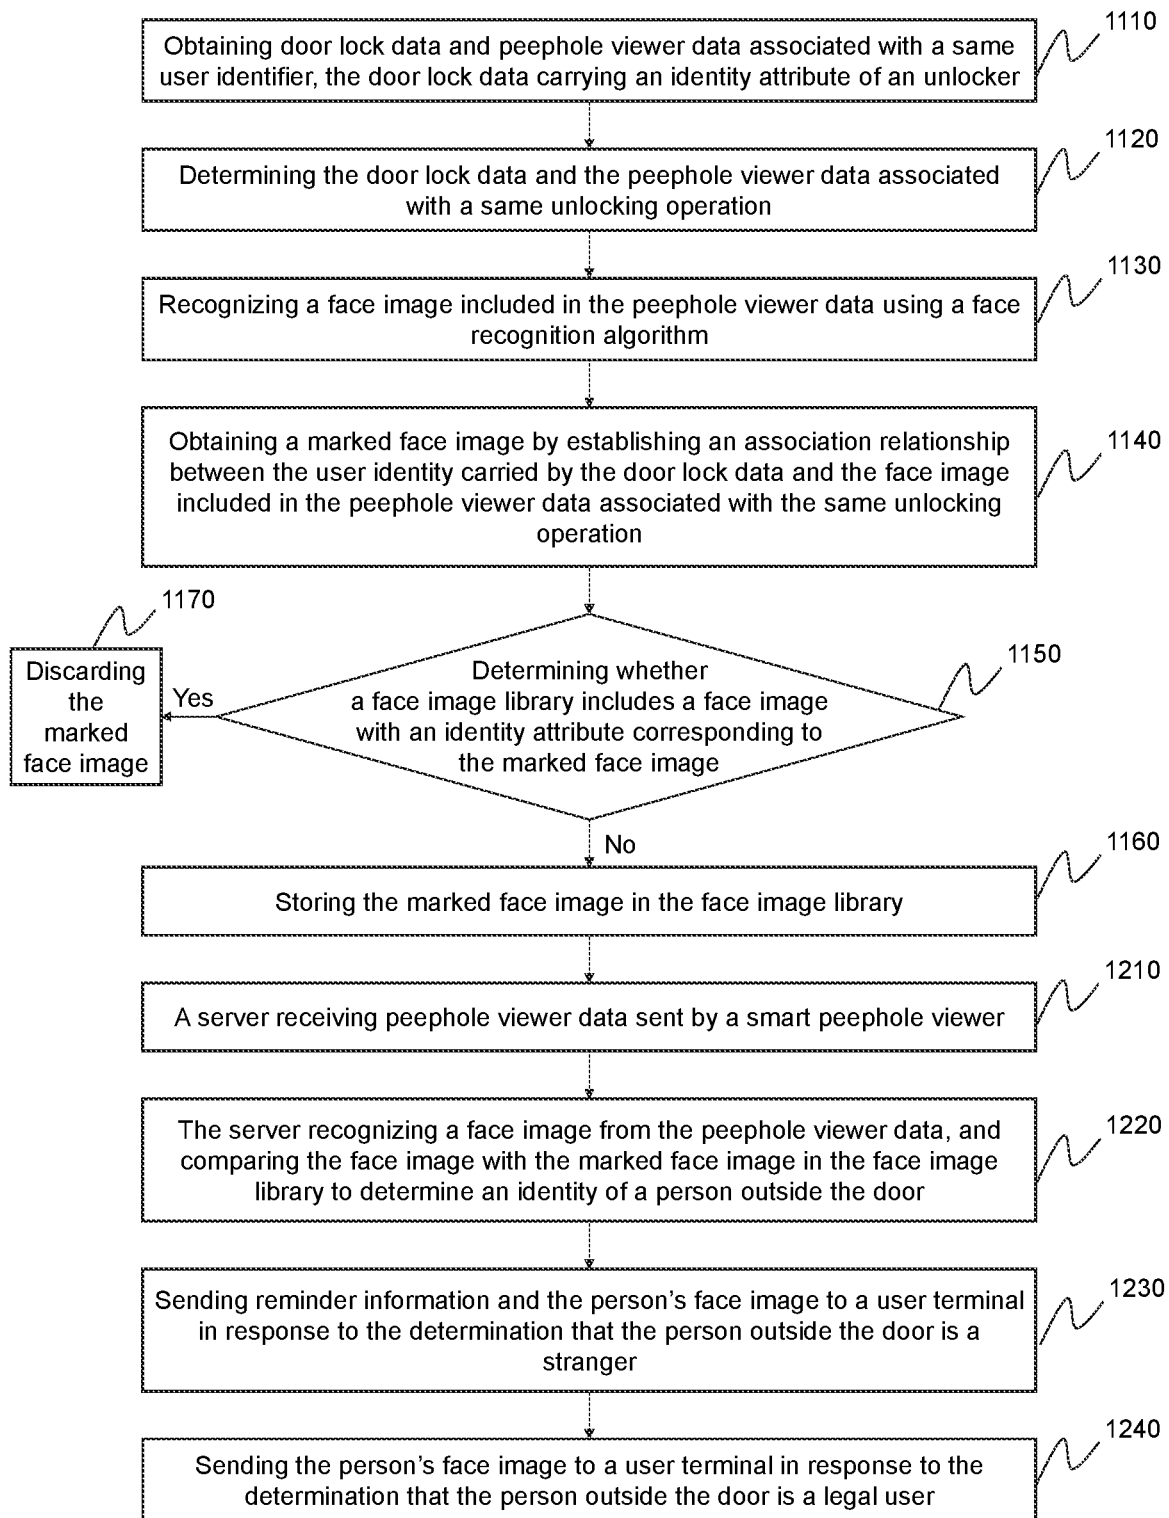 1110
Obtaining door lock data and peephole viewer data associated with a same
user identifier, the door lock data carrying an identity attribute of an unlocker
1120
Determining the door lock data and the peephole viewer data associated
with a same unlocking operation
1130
Recognizing a face image included in the peephole viewer data using a face
recognition algorithm
1140
Obtaining a marked face image by establishing an association relationship
between the user identity carried by the door lock data and the face image
included in the peephole viewer data associated with the same unlocking
operation
1170
Discarding
the
marked
face image
Yes
1150
Determining whether
a face image library includes a face image
with an identity attribute corresponding to
the marked face image
No
1160
Storing the marked face image in the face image library
1210
A server receiving peephole viewer data sent by a smart peephole viewer
1220
The server recognizing a face image from the peephole viewer data, and
comparing the face image with the marked face image in the face image
library to determine an identity of a person outside the door
1230
Sending reminder information and the person's face image to a user terminal
in response to the determination that the person outside the door is a
stranger
1240
Sending the person's face image to a user terminal in response to the
determination that the person outside the door is a legal user